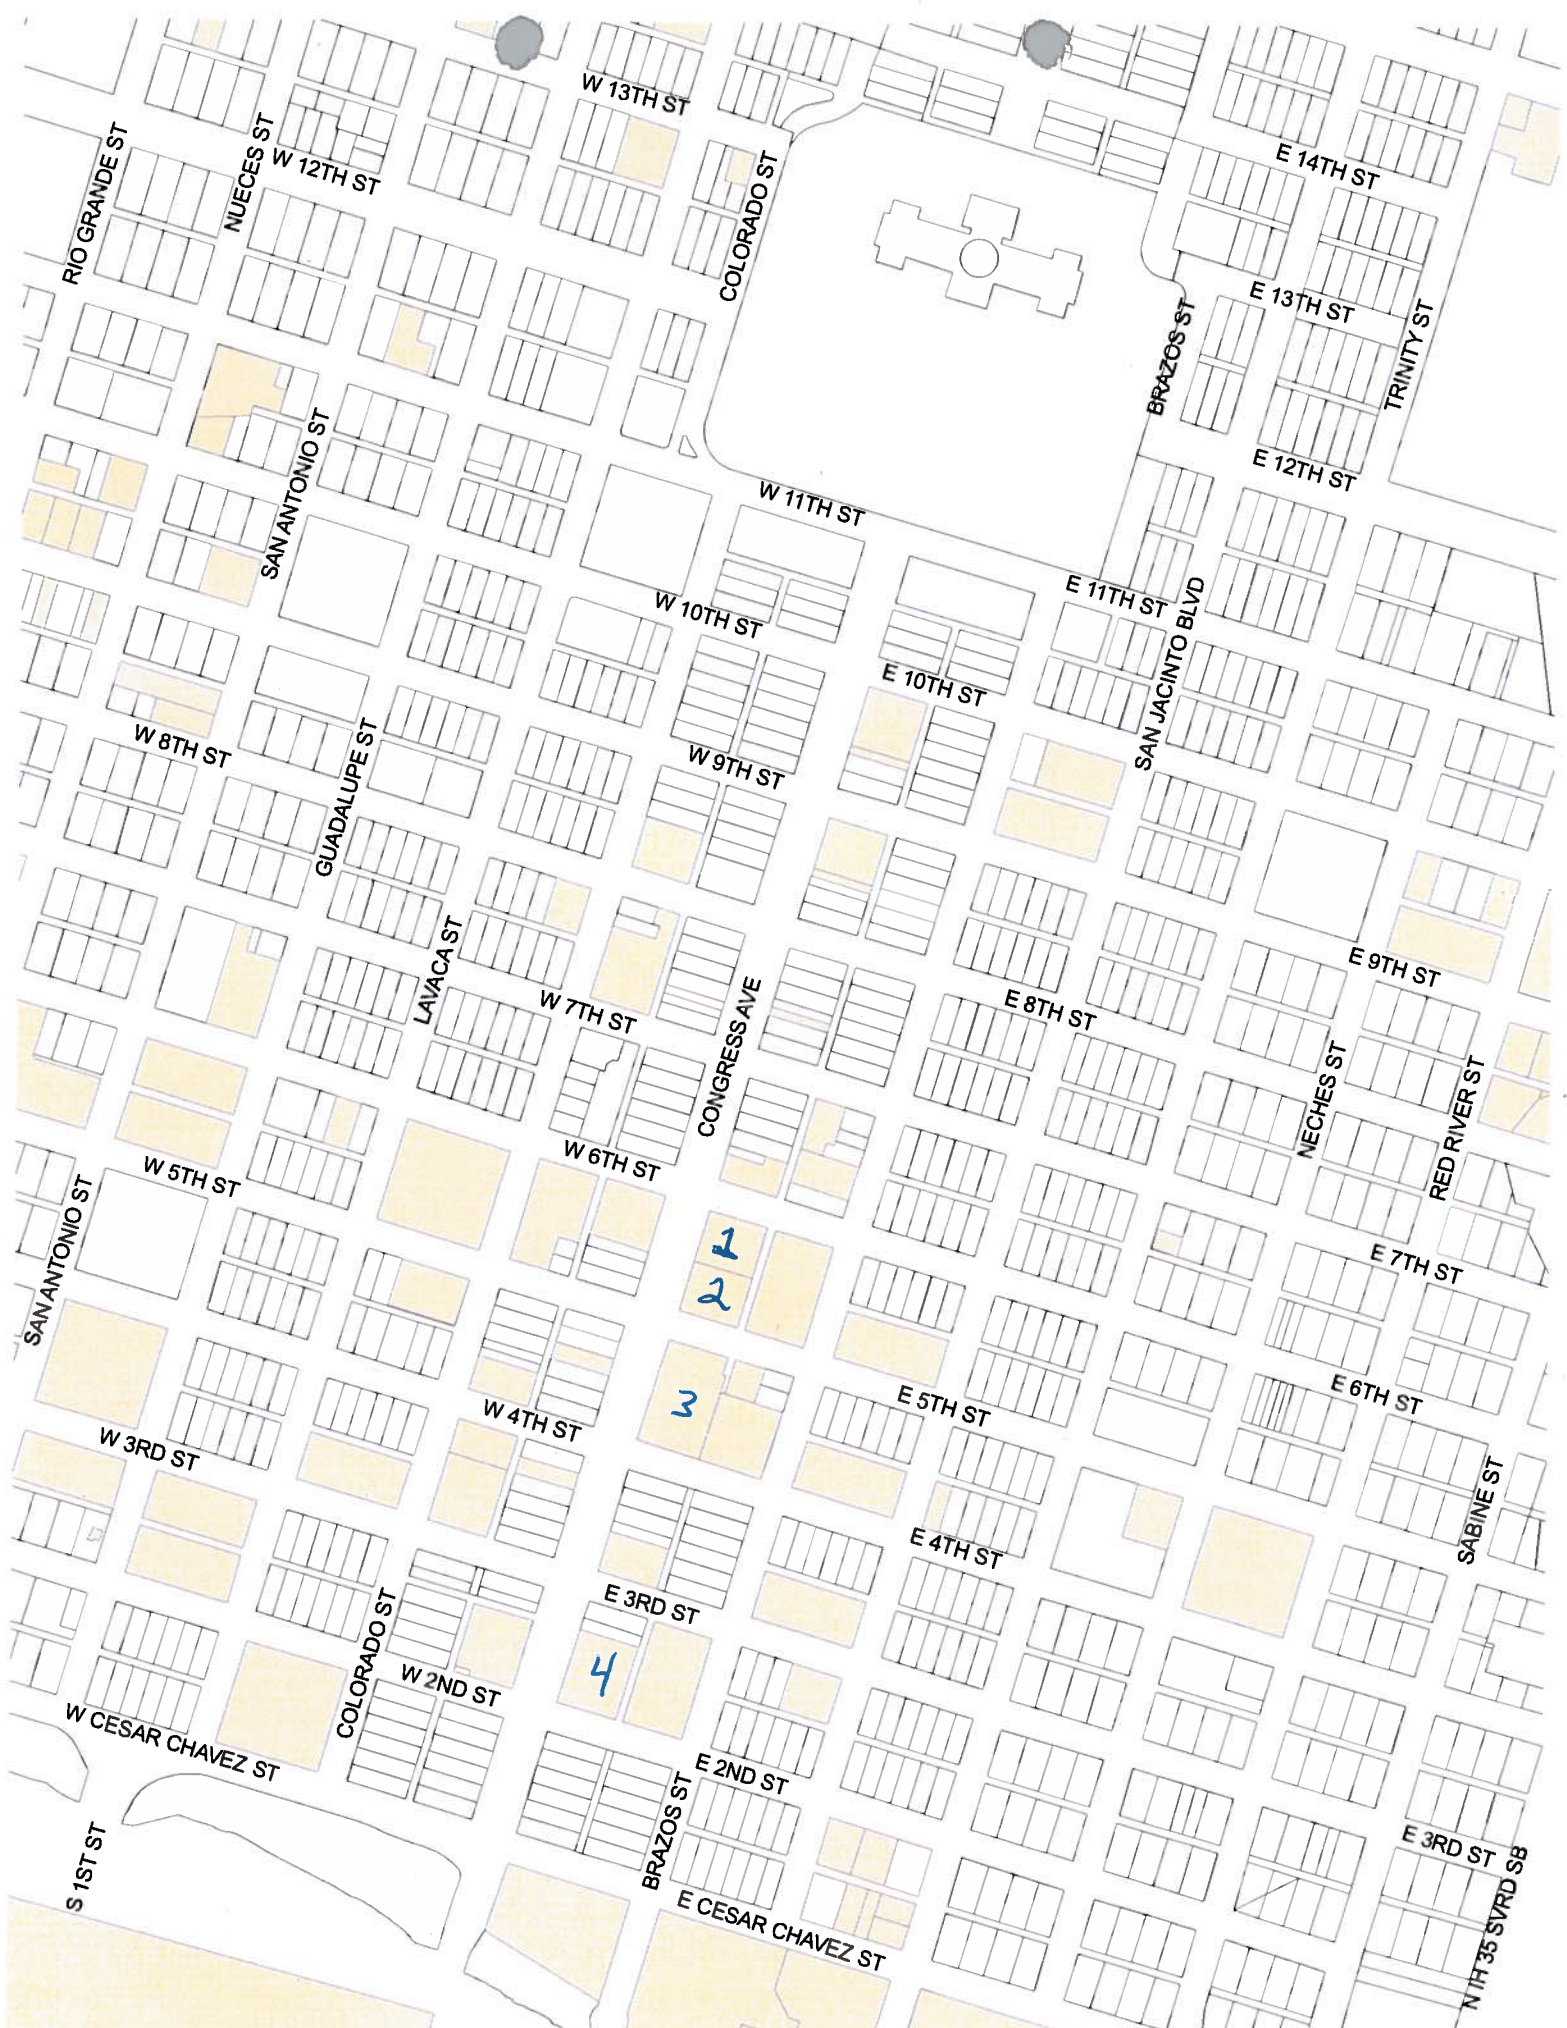 W 13TH ST
RIO GRANDE ST
NUECES ST
W 12TH ST
COLORADO ST
E 14TH ST
E 13TH ST
BRAZOS ST
TRINITY ST
SAN ANTONIO ST
E 12TH ST
W 11TH ST
E 11TH ST
W 10TH ST
SAN JACINTO BLVD
E 10TH ST
W 8TH ST
GUADALUPE ST
W 9TH ST
LAVACA ST
E 9TH ST
W 7TH ST
CONGRESS AVE
E 8TH ST
NECHES ST
RED RIVER ST
W 6TH ST
W 5TH ST
SAN ANTONIO ST
1
2
E 7TH ST
3
E 6TH ST
E 5TH ST
W 4TH ST
W 3RD ST
SABINE ST
E 4TH ST
E 3RD ST
COLORADO ST
4
W 2ND ST
W CESAR CHAVEZ ST
E 2ND ST
BRAZOS ST
S 1ST ST
E 3RD ST
E CESAR CHAVEZ ST
N IH 35 SVRD SB